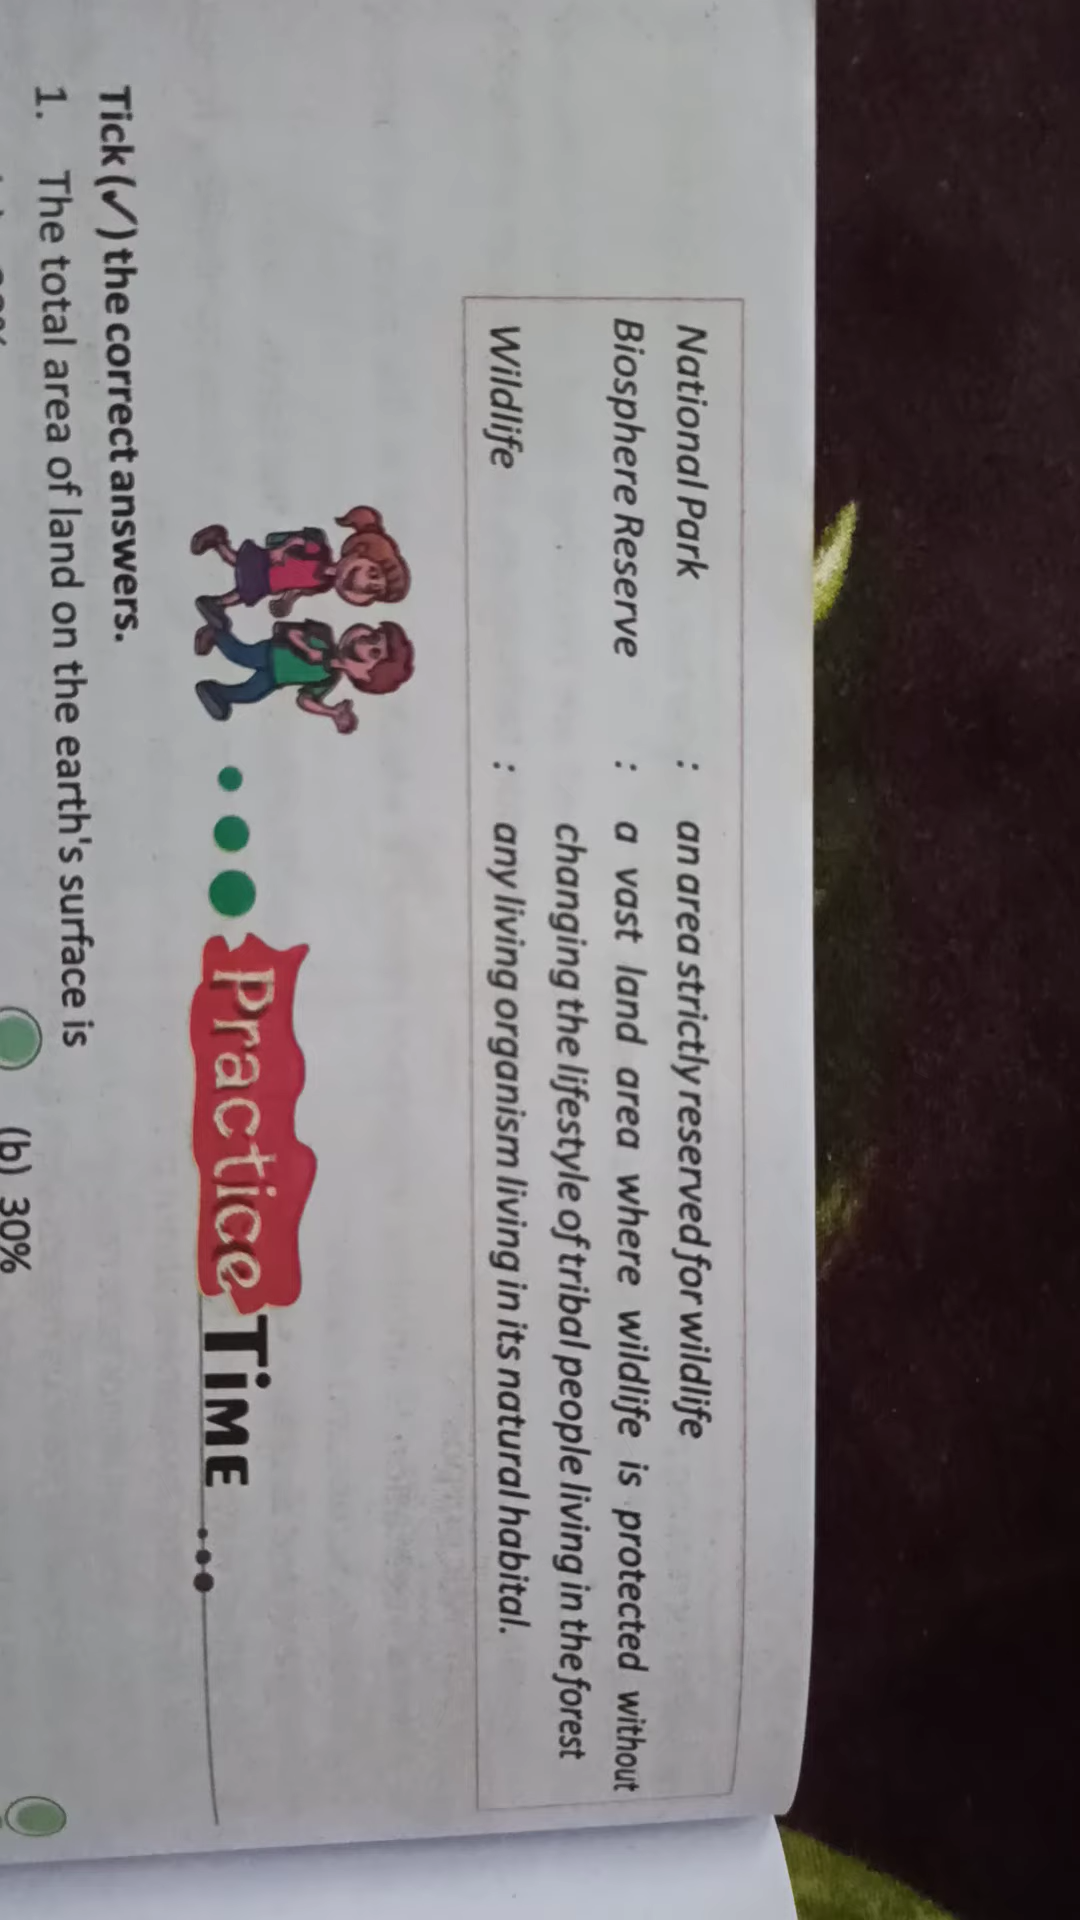 National Park : an area strictly reserved for wildlife
Biosphere Reserve : a vast land area where wildlife is protected without
changing the lifestyle of tribal people living in the forest
Wildlife : any living organism living in its natural habital.
Practice TiME
Tick (✓) the correct answers.
1. The total area of land on the earth's surface is
(b) 30%